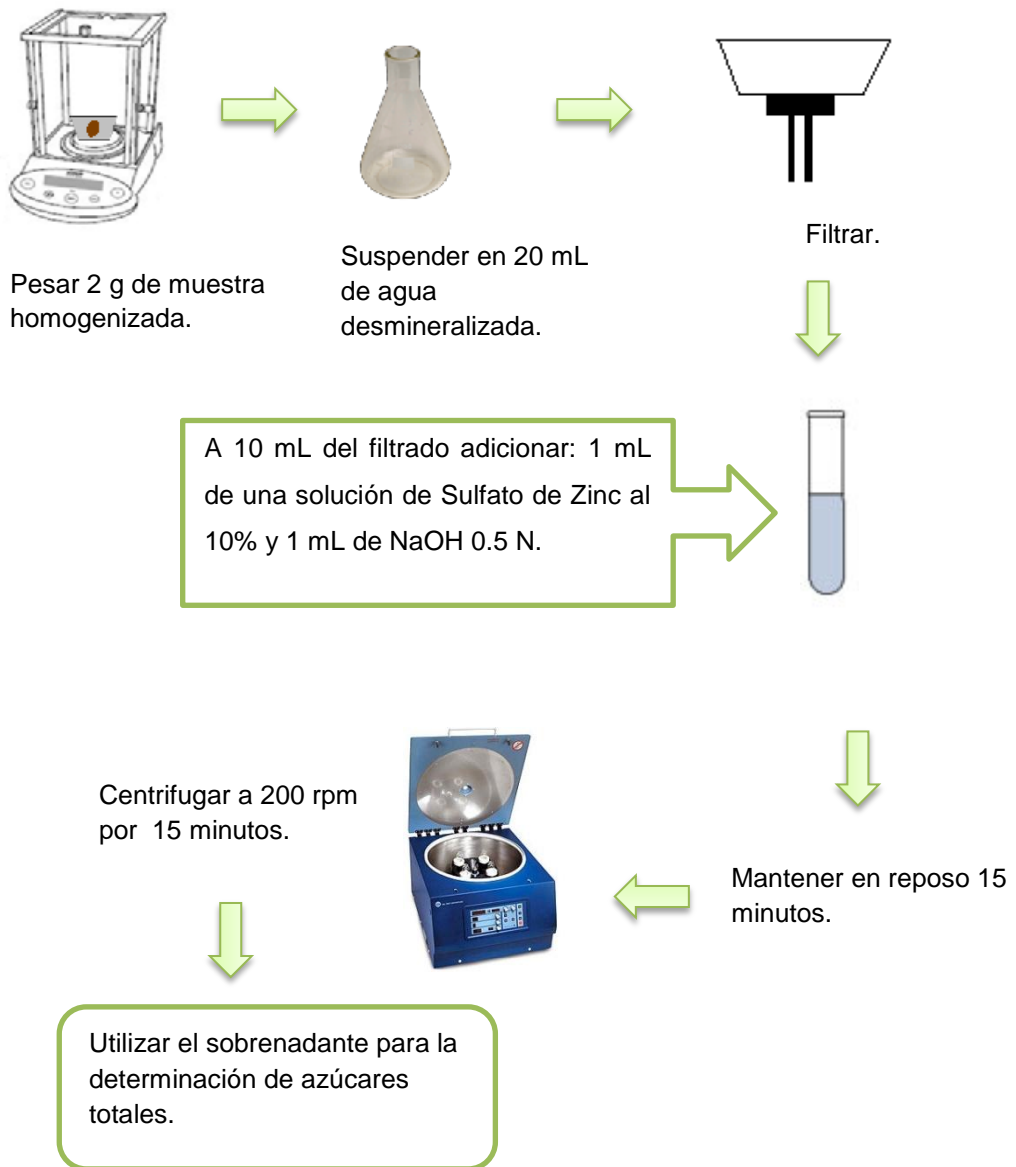 Pesar 2 g de muestra
homogenizada.
Suspender en 20 mL
de agua
desmineralizada.
Filtrar.
A 10 mL del filtrado adicionar: 1 mL
de una solución de Sulfato de Zinc al
10% y 1 mL de NaOH 0.5 N.
Mantener en reposo 15
minutos.
Centrifugar a 200 rpm
por 15 minutos.
Utilizar el sobrenadante para la
determinación de azúcares
totales.